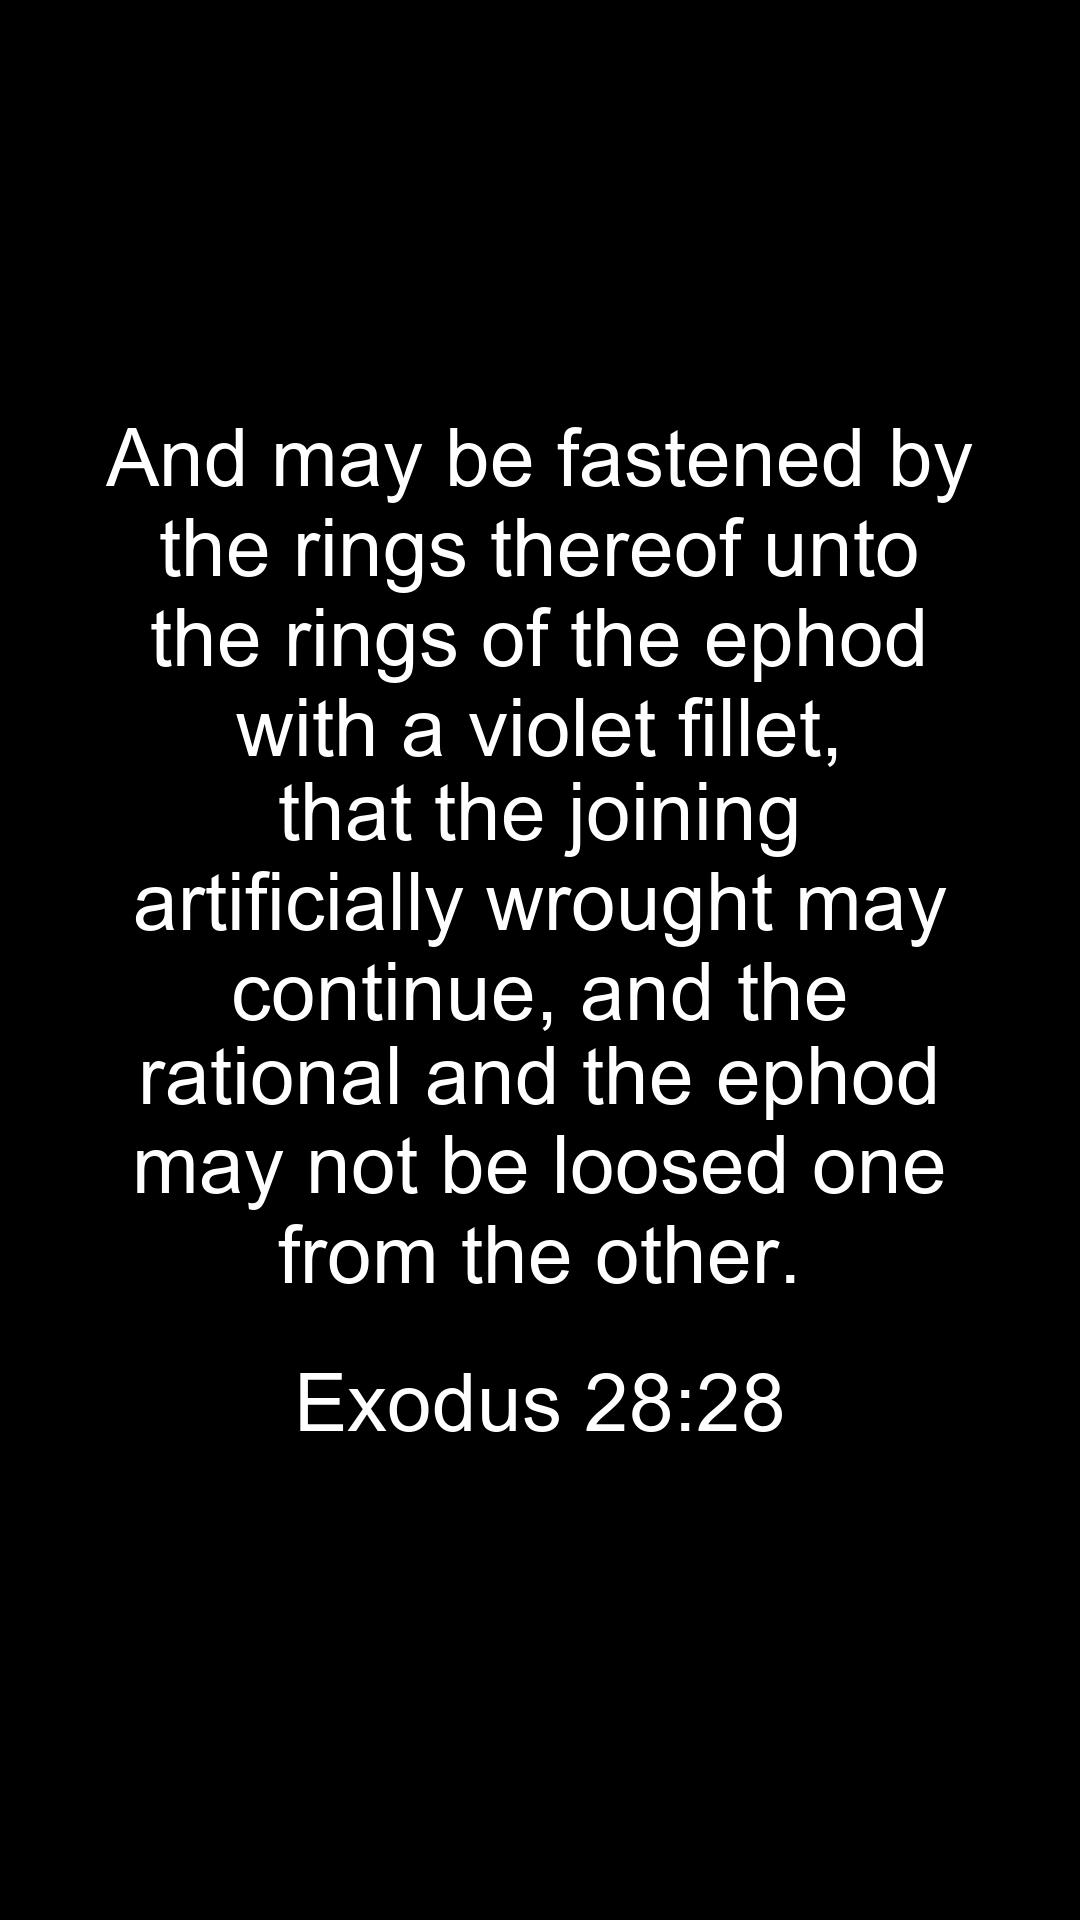 And may be fastened by
the rings thereof unto
the rings of the ephod
with a violet fillet,
that the joining
artificially wrought may
continue, and the
rational and the ephod
may not be loosed one
from the other.
Exodus 28:28